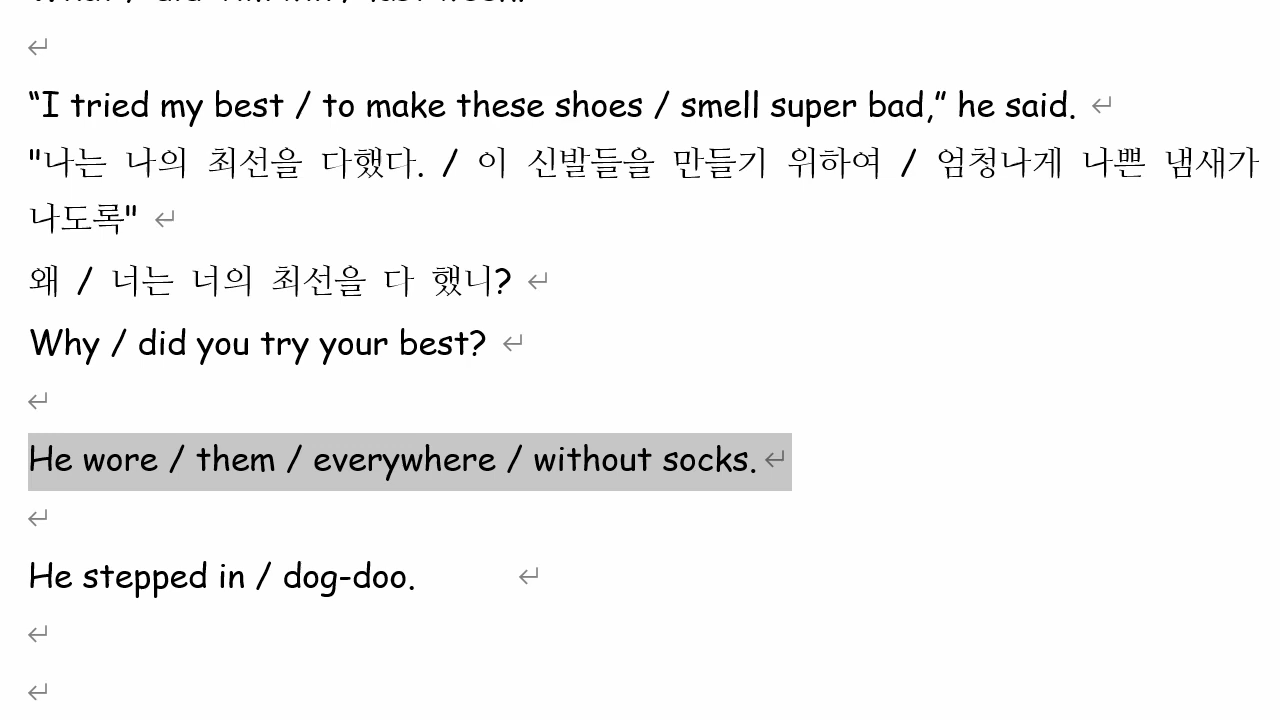 “I tried my best / to make these shoes / smell super bad,” he said.
"나는 나의 최선을 다했다. / 이 신발들을 만들기 위하여 / 엄청나게 나쁜 냄새가
나도록"
왜 / 너는 너의 최선을 다 했니?
Why / did you try your best?
He wore / them / everywhere / without socks.
He stepped in / dog-doo.